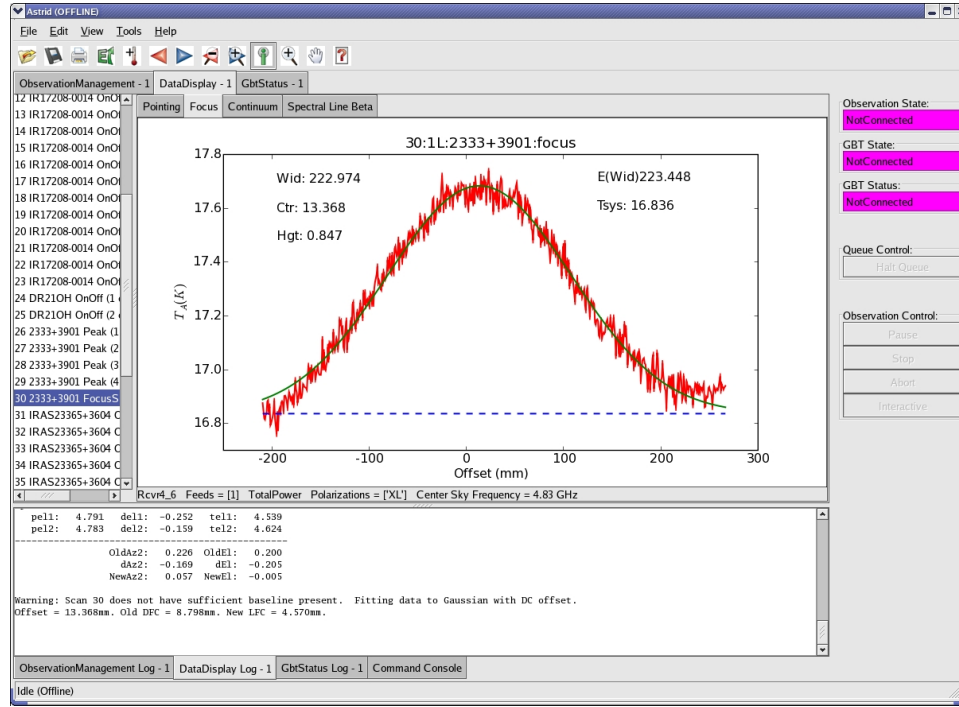 Astrid (OFFLINE)
File Edit View Tools Help
ObservationManagement - 1 DataDisplay - 1 GbtStatus - 1
12 IR17208-0014 OnOf
13 IR17208-0014 OnOf
14 IR17208-0014 OnOf
15 IR17208-0014 OnOf
16 IR17208-0014 OnOf
17 IR17208-0014 OnOf
18 IR17208-0014 OnOf
19 IR17208-0014 OnOf
20 IR17208-0014 OnOf
21 IR17208-0014 OnOf
22 IR17208-0014 OnOf
23 IR17208-0014 OnOf
24 DR21OH OnOff (1
25 DR21OH OnOff (2
26 2333+3901 Peak (1
27 2333+3901 Peak (2
28 2333+3901 Peak (3
29 2333+3901 Peak (4
30 2333+3901 FocusS
31 IRAS23365+3604 C
32 IRAS23365+3604 C
33 IRAS23365+3604 C
34 IRAS23365+3604 C
35 IRAS23365+3604 C
Pointing Focus Continuum Spectral Line Beta
30:1L:2333+3901:focus
Wid: 222.974
Ctr: 13.368
Hgt: 0.847
E(Wid)223.448
Tsys: 16.836
17.8
17.6
17.4
17.2
17.0
16.8
T_A(K)
-200 -100 0 100 200 300
Offset (mm)
Rcvr4_6 Feeds = [1] TotalPower Polarizations = ['XL'] Center Sky Frequency = 4.83 GHz
Observation State:
NotConnected
GBT State:
NotConnected
GBT Status:
NotConnected
Queue Control:
Halt Queue
Observation Control:
Pause
Stop
Abort
Interactive
pel1: 4.791 del1: -0.252 tel1: 4.539
pel2: 4.783 del2: -0.159 tel2: 4.624
------------------------------------------------
OldAz2: 0.226 OldEl: 0.200
dAz2: -0.169 dEl: -0.205
NewAz2: 0.057 NewEl: -0.005
Warning: Scan 30 does not have sufficient baseline present. Fitting data to Gaussian with DC offset.
Offset = 13.368mm. Old DFC = 8.798mm. New LFC = 4.570mm.
ObservationManagement Log - 1 DataDisplay Log - 1 GbtStatus Log - 1 Command Console
Idle (Offline)